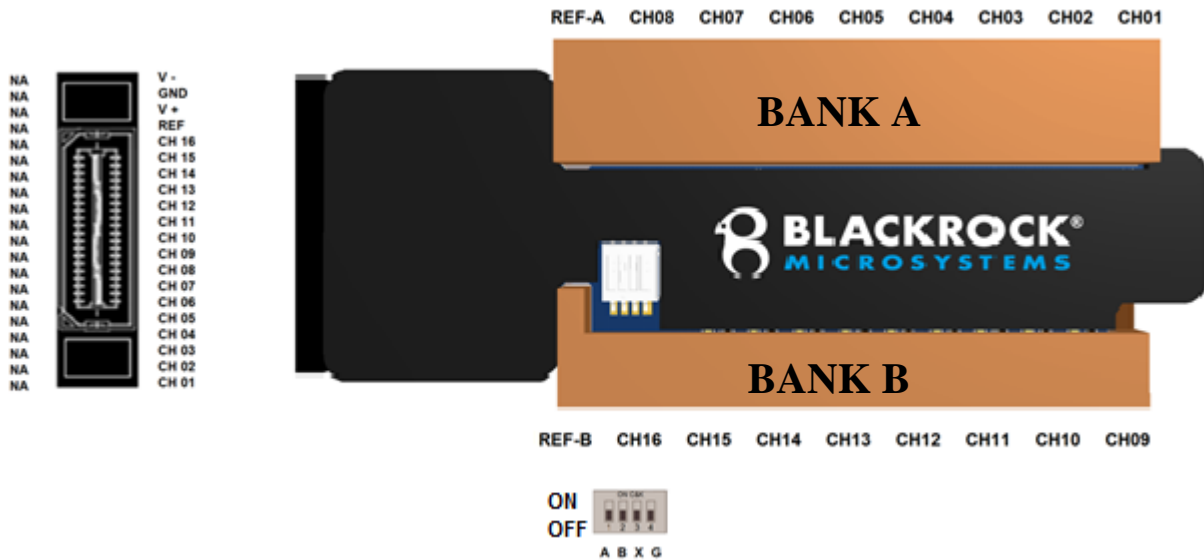 REF-A CH08 CH07 CH06 CH05 CH04 CH03 CH02 CH01
NA V -
NA GND
NA V +
NA REF
NA CH 16
NA CH 15
NA CH 14
NA CH 13
NA CH 12
NA CH 11
NA CH 10
NA CH 09
NA CH 08
NA CH 07
NA CH 06
NA CH 05
NA CH 04
NA CH 03
NA CH 02
NA CH 01
BANK A
BLACKROCK®
MICROSYSTEMS
BANK B
REF-B CH16 CH15 CH14 CH13 CH12 CH11 CH10 CH09
ON
OFF
ON C&K
1 2 3 4
A B X G